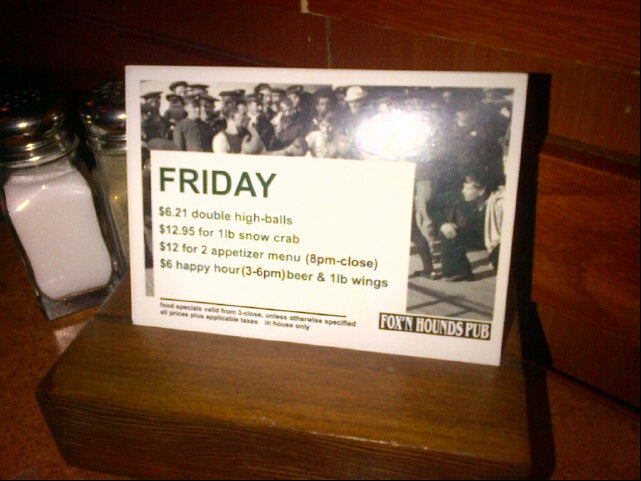 FRIDAY
$6.21 double high-balls
$12.95 for 1lb snow crab
$12 for 2 appetizer menu (8pm-close)
$6 happy hour(3-6pm)beer & 1lb wings
food specials valid from 3-close, unless otherwise specified
all prices plus applicable taxes in house only
FOX'N HOUNDS PUB